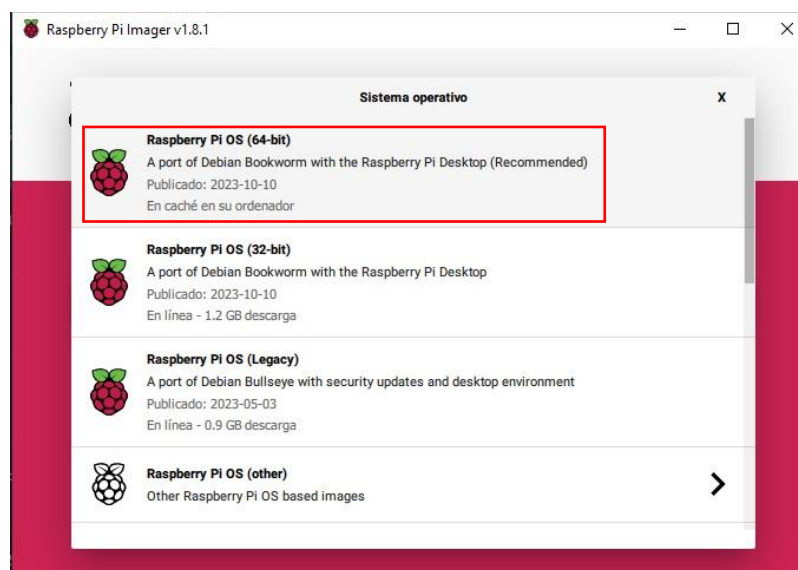 Raspberry Pi Imager v1.8.1
Sistema operativo
X
Raspberry Pi OS (64-bit)
A port of Debian Bookworm with the Raspberry Pi Desktop (Recommended)
Publicado: 2023-10-10
En caché en su ordenador
Raspberry Pi OS (32-bit)
A port of Debian Bookworm with the Raspberry Pi Desktop
Publicado: 2023-10-10
En línea - 1.2 GB descarga
Raspberry Pi OS (Legacy)
A port of Debian Bullseye with security updates and desktop environment
Publicado: 2023-05-03
En línea - 0.9 GB descarga
Raspberry Pi OS (other)
Other Raspberry Pi OS based images